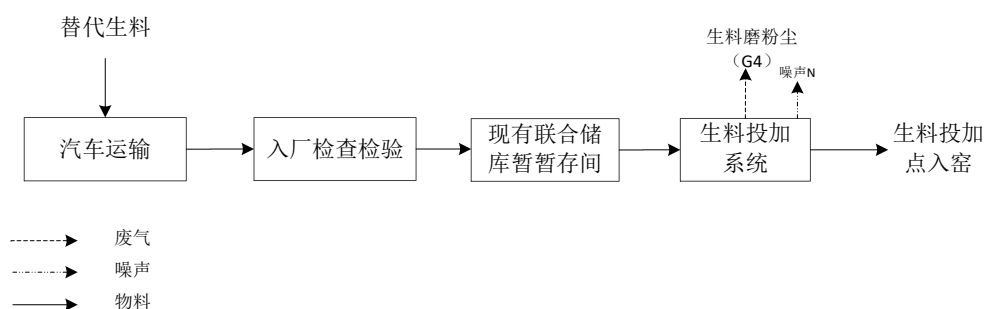 替代生料
汽车运输
入厂检查检验
现有联合储
库暂暂存间
生料磨粉尘
（G4）
噪声N
生料投加
系统
生料投加
点入窑
废气
噪声
物料